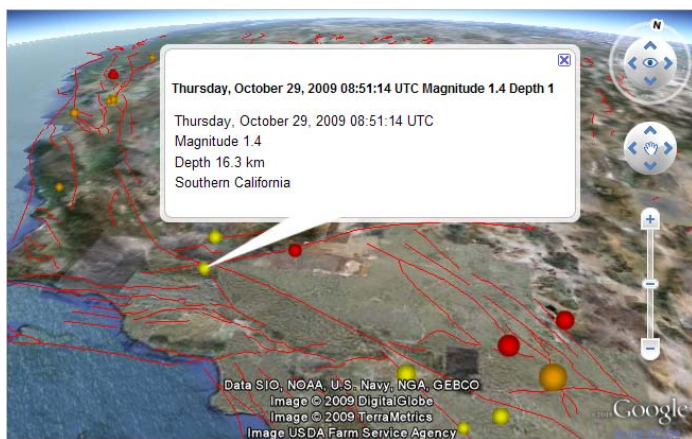 N
Thursday, October 29, 2009 08:51:14 UTC Magnitude 1.4 Depth 1
Thursday, October 29, 2009 08:51:14 UTC
Magnitude 1.4
Depth 16.3 km
Southern California
Data SIO, NOAA, U.S. Navy, NGA, GEBCO
Image © 2009 DigitalGlobe
Image © 2009 TerraMetrics
Image USDA Farm Service Agency
Google